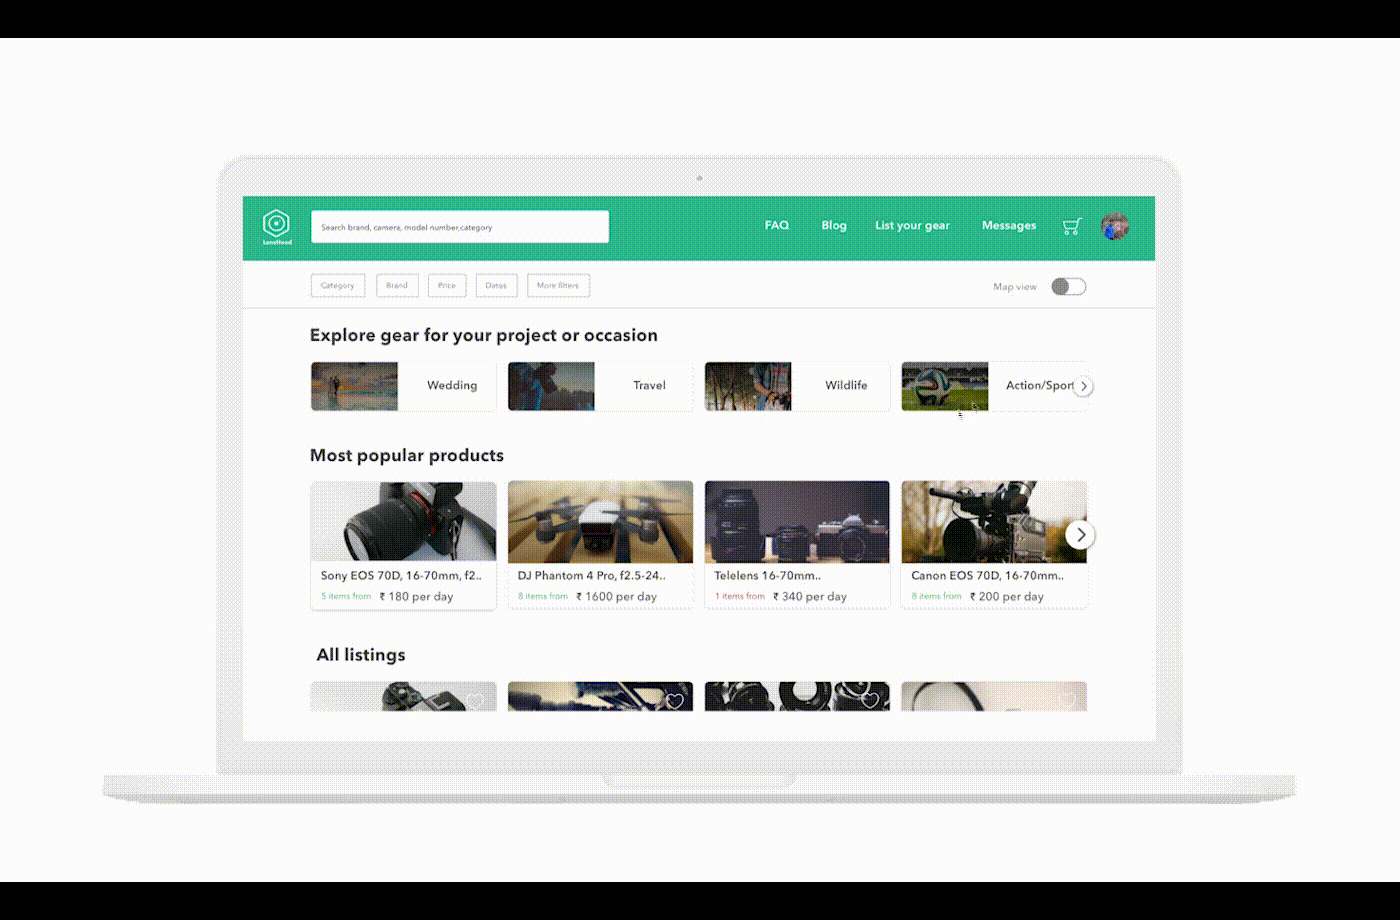 LensHood
Search brand, camera, model number,category
FAQ
Blog
List your gear
Messages
Category
Brand
Price
Dates
More filters
Map view
Explore gear for your project or occasion
Wedding
Travel
Wildlife
Action/Sport
Most popular products
Sony EOS 70D, 16-70mm, f2..
5 items from ₹ 180 per day
DJ Phantom 4 Pro, f2.5-24..
8 items from ₹ 1600 per day
Telelens 16-70mm..
1 items from ₹ 340 per day
Canon EOS 70D, 16-70mm..
8 items from ₹ 200 per day
All listings